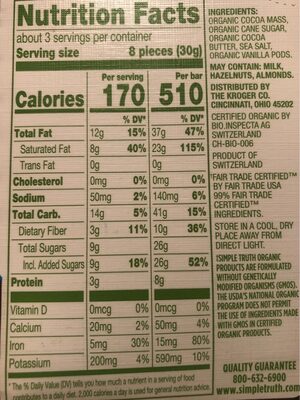 Nutrition Facts
about 3 servings per container
Serving size 8 pieces (30g)
Per serving Per bar
Calories 170 510
% DV* % DV*
Total Fat 12g 15% 37g 47%
Saturated Fat 8g 40% 23g 115%
Trans Fat 0g 0g
Cholesterol 0mg 0% 0mg 0%
Sodium 50mg 2% 140mg 6%
Total Carb. 14g 5% 41g 15%
Dietary Fiber 3g 11% 10g 36%
Total Sugars 9g 26g
Incl. Added Sugars 9g 18% 26g 52%
Protein 3g 8g
Vitamin D 0mcg 0% 0mcg 0%
Calcium 20mg 2% 50mg 4%
Iron 5mg 30% 15mg 80%
Potassium 200mg 4% 590mg 10%
* The % Daily Value (DV) tells you how much a nutrient in a serving of food
contributes to a daily diet. 2,000 calories a day is used for general nutrition advice.
INGREDIENTS:
ORGANIC COCOA MASS,
ORGANIC CANE SUGAR,
ORGANIC COCOA
BUTTER, SEA SALT,
ORGANIC VANILLA PODS.
MAY CONTAIN: MILK,
HAZELNUTS, ALMONDS.
DISTRIBUTED BY
THE KROGER CO.
CINCINNATI, OHIO 45202
CERTIFIED ORGANIC BY
BIO.INSPECTA AG
SWITZERLAND
CH-BIO-006
PRODUCT OF
SWITZERLAND
*FAIR TRADE CERTIFIED™
BY FAIR TRADE USA
99% FAIR TRADE
CERTIFIED™
INGREDIENTS.
STORE IN A COOL, DRY
PLACE AWAY FROM
DIRECT LIGHT.
‡SIMPLE TRUTH ORGANIC
PRODUCTS ARE FORMULATED
WITHOUT GENETICALLY
MODIFIED ORGANISMS (GMOS).
THE USDA'S NATIONAL ORGANIC
PROGRAM DOES NOT PERMIT
THE USE OF INGREDIENTS MADE
WITH GMOS IN CERTIFIED
ORGANIC PRODUCTS.
QUALITY GUARANTEE
800-632-6900
www.simpletruth.com